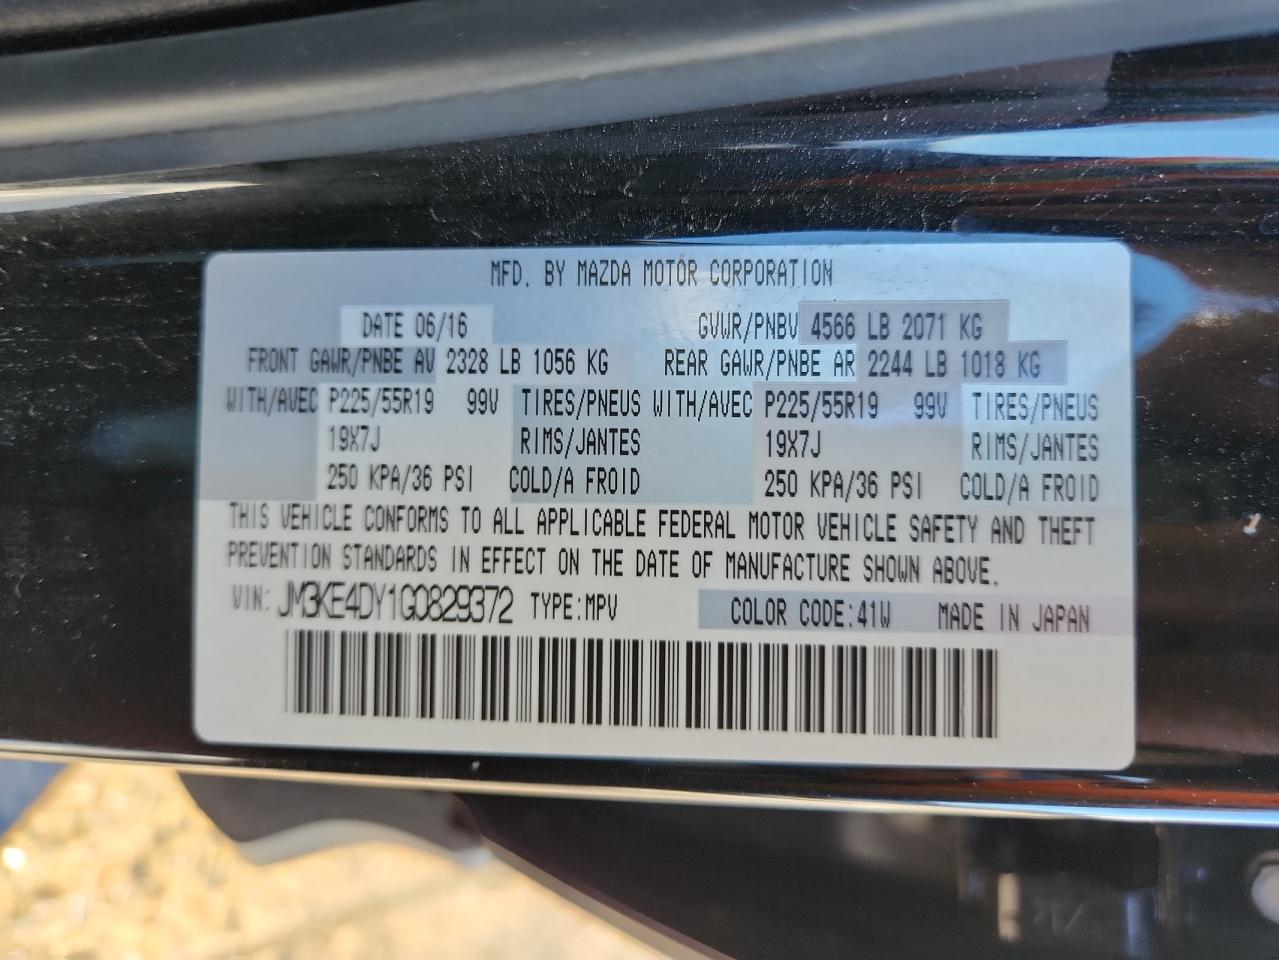 MFD. BY MAZDA MOTOR CORPORATION
DATE 06/16 GVWR/PNBV 4566 LB 2071 KG
FRONT GAWR/PNBE AV 2328 LB 1056 KG REAR GAWR/PNBE AR 2244 LB 1018 KG
WITH/AVEC P225/55R19 99V TIRES/PNEUS WITH/AVEC P225/55R19 99V TIRES/PNEUS
19X7J RIMS/JANTES 19X7J RIMS/JANTES
250 KPA/36 PSI COLD/A FROID 250 KPA/36 PSI COLD/A FROID
THIS VEHICLE CONFORMS TO ALL APPLICABLE FEDERAL MOTOR VEHICLE SAFETY AND THEFT
PREVENTION STANDARDS IN EFFECT ON THE DATE OF MANUFACTURE SHOWN ABOVE.
VIN: JM3KE4DY1G0829372 TYPE:MPV COLOR CODE:41W MADE IN JAPAN